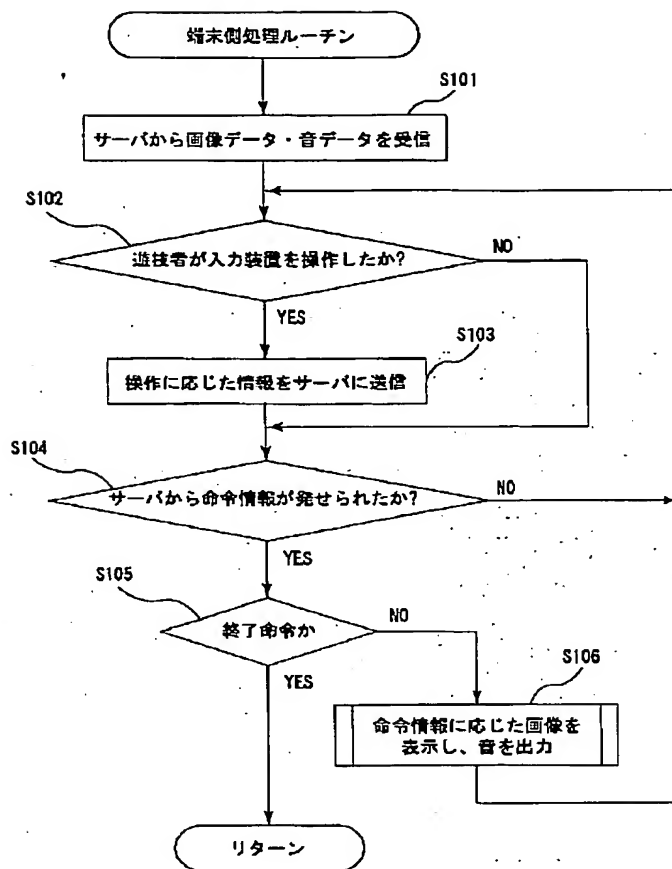 端末側処理ルーチン
S101
サーバから画像データ・音データを受信
S102
遊技者が入力装置を操作したか?
NO
YES
S103
操作に応じた情報をサーバに送信
S104
サーバから命令情報が発せられたか?
NO
YES
S105
終了命令か
NO
YES
S106
命令情報に応じた画像を
表示し、音を出力
リターン